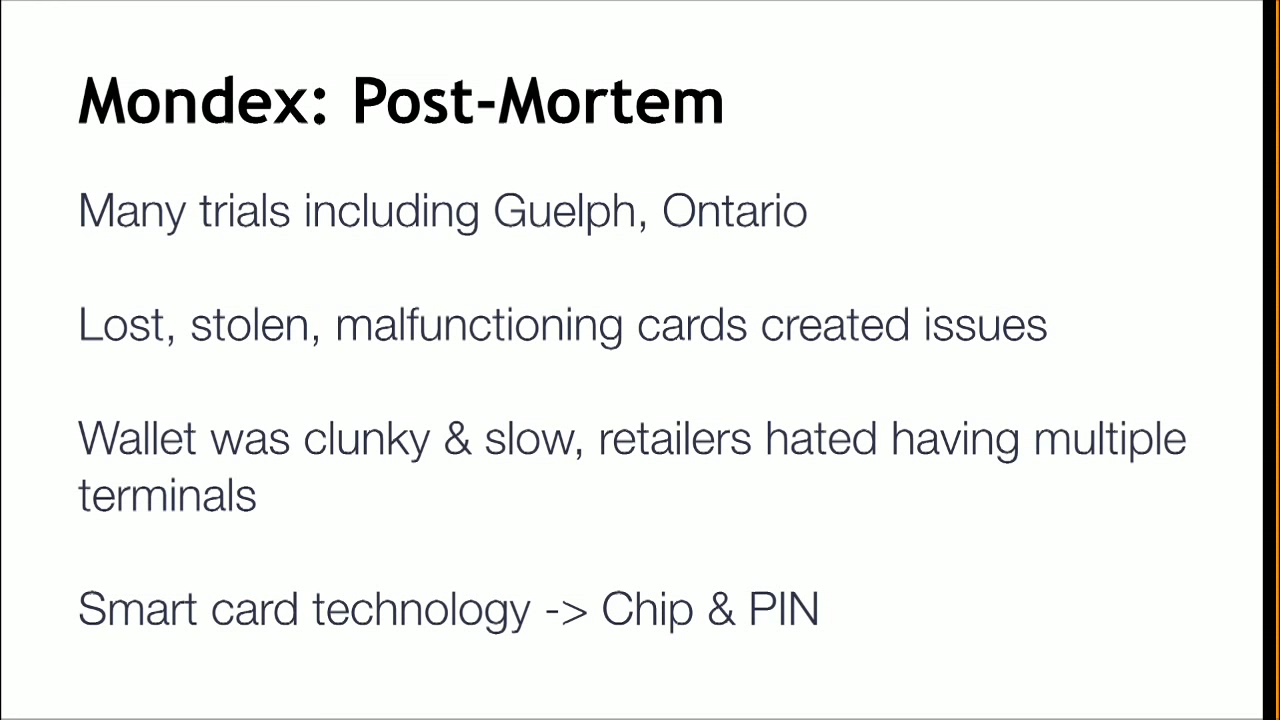 Mondex: Post-Mortem
Many trials including Guelph, Ontario
Lost, stolen, malfunctioning cards created issues
Wallet was clunky & slow, retailers hated having multiple
terminals
Smart card technology -> Chip & PIN